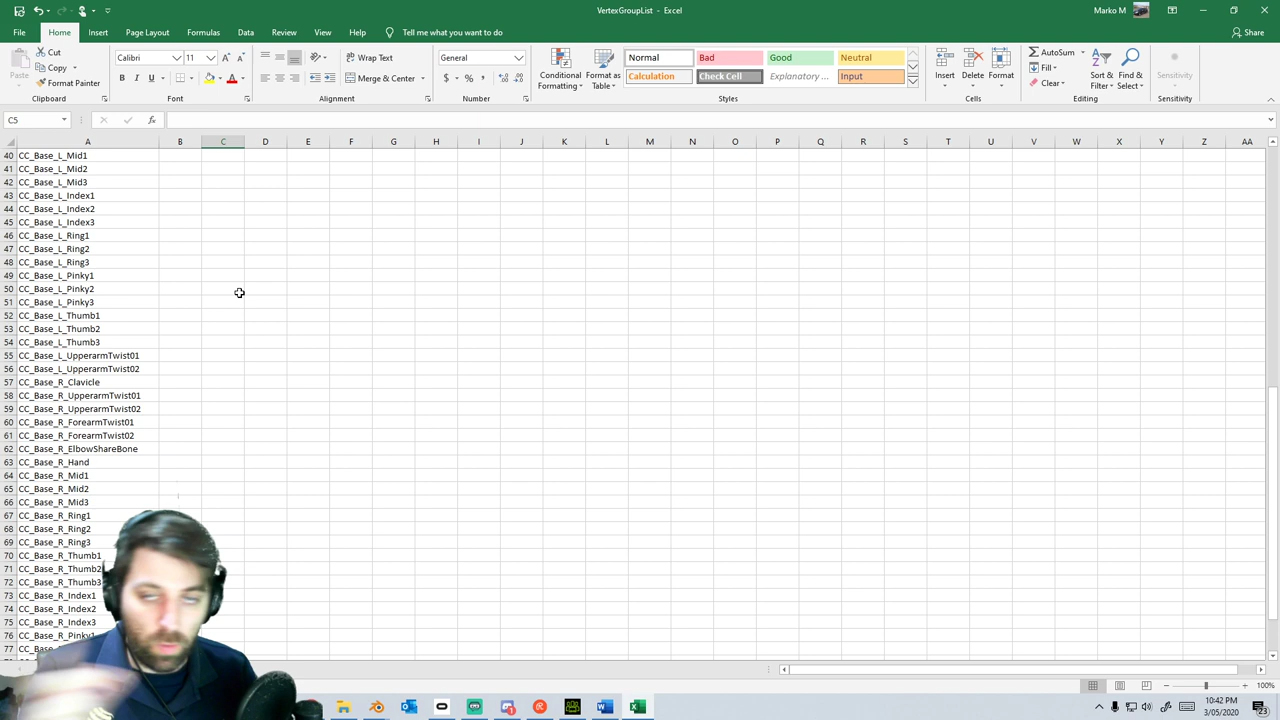 VertexGroupList - Excel
Marko M
File Home Insert Page Layout Formulas Data Review View Help Tell me what you want to do
Share
Cut
Copy
Format Painter
Paste
Clipboard
Calibri 11
B I U
Font
Wrap Text
Merge & Center
Alignment
General
$ % ,
Number
Conditional Formatting
Format as Table
Normal Bad Good Neutral
Calculation Check Cell Explanatory ... Input
Styles
Insert Delete Format
Cells
AutoSum
Fill
Clear
Sort & Filter
Find & Select
Editing
Sensitivity
Sensitivity
C5
fx
A B C D E F G H I J K L M N O P Q R S T U V W X Y Z AA
40 CC_Base_L_Mid1
41 CC_Base_L_Mid2
42 CC_Base_L_Mid3
43 CC_Base_L_Index1
44 CC_Base_L_Index2
45 CC_Base_L_Index3
46 CC_Base_L_Ring1
47 CC_Base_L_Ring2
48 CC_Base_L_Ring3
49 CC_Base_L_Pinky1
50 CC_Base_L_Pinky2
51 CC_Base_L_Pinky3
52 CC_Base_L_Thumb1
53 CC_Base_L_Thumb2
54 CC_Base_L_Thumb3
55 CC_Base_L_UpperarmTwist01
56 CC_Base_L_UpperarmTwist02
57 CC_Base_R_Clavicle
58 CC_Base_R_UpperarmTwist01
59 CC_Base_R_UpperarmTwist02
60 CC_Base_R_ForearmTwist01
61 CC_Base_R_ForearmTwist02
62 CC_Base_R_ElbowShareBone
63 CC_Base_R_Hand
64 CC_Base_R_Mid1
65 CC_Base_R_Mid2
66 CC_Base_R_Mid3
67 CC_Base_R_Ring1
68 CC_Base_R_Ring2
69 CC_Base_R_Ring3
70 CC_Base_R_Thumb1
71 CC_Base_R_Thumb2
72 CC_Base_R_Thumb3
73 CC_Base_R_Index1
74 CC_Base_R_Index2
75 CC_Base_R_Index3
76 CC_Base_R_Pinky1
77
100%
10:42 PM
3/05/2020